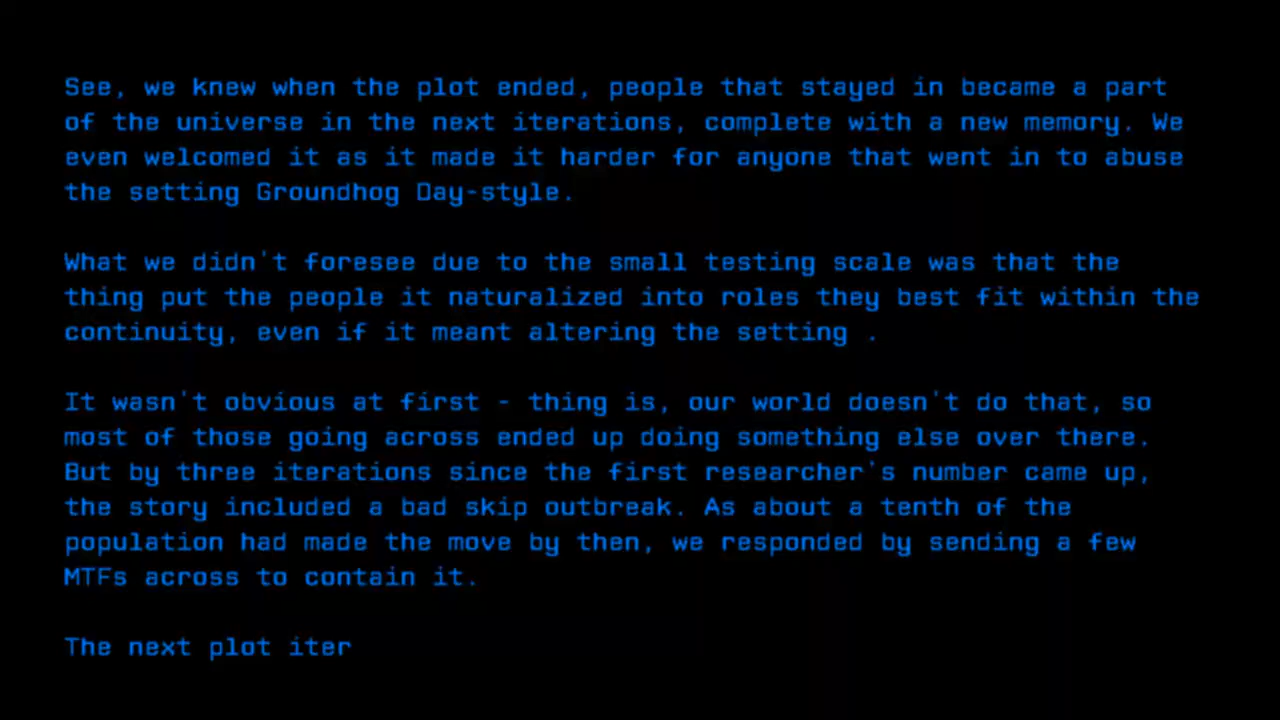 See, we knew when the plot ended, people that stayed in became a part
of the universe in the next iterations, complete with a new memory. We
even welcomed it as it made it harder for anyone that went in to abuse
the setting Groundhog Day-style.
What we didn't foresee due to the small testing scale was that the
thing put the people it naturalized into roles they best fit within the
continuity, even if it meant altering the setting .
It wasn't obvious at first - thing is, our world doesn't do that, so
most of those going across ended up doing something else over there.
But by three iterations since the first researcher's number came up,
the story included a bad skip outbreak. As about a tenth of the
population had made the move by then, we responded by sending a few
MTFs across to contain it.
The next plot iter